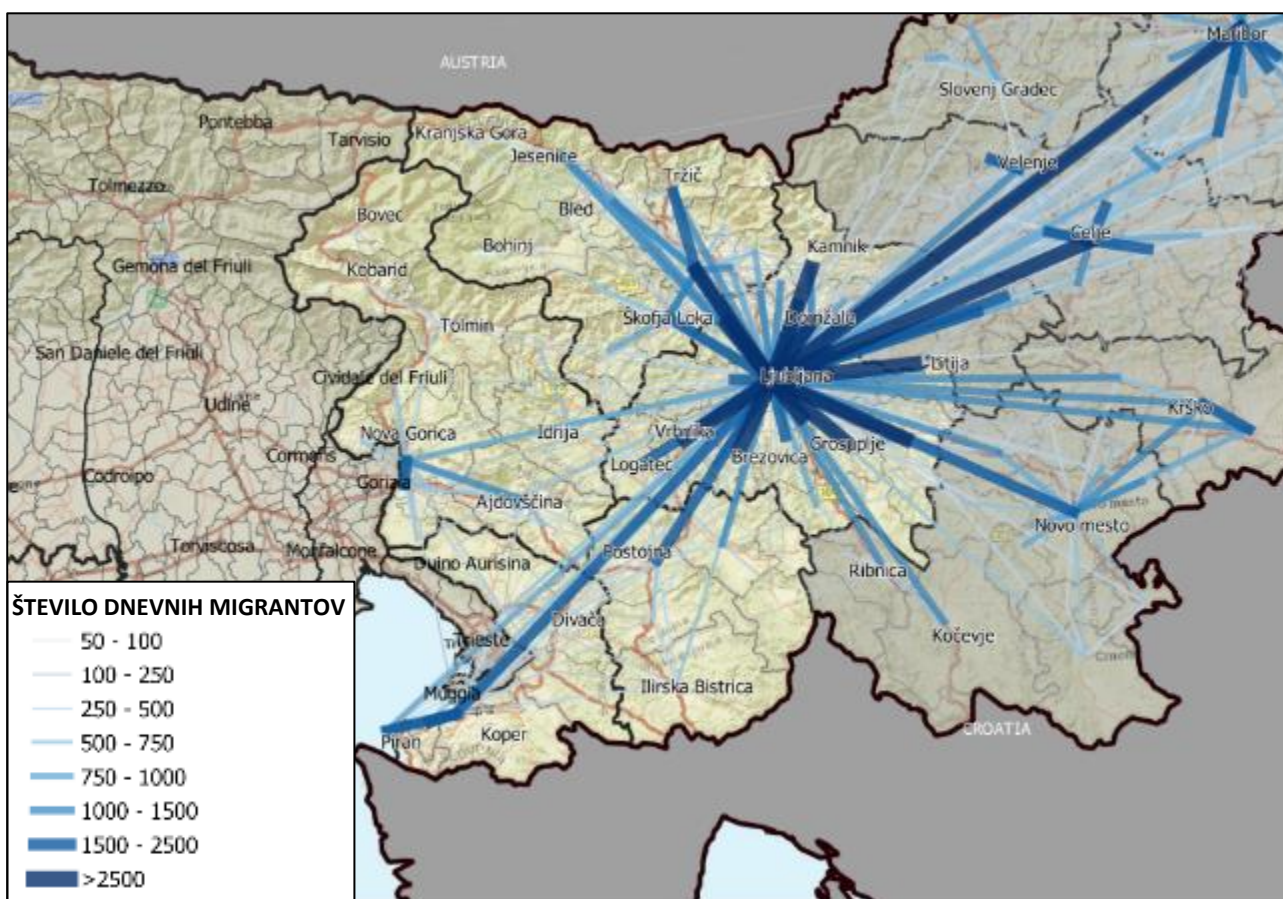 AUSTRIA
Maribor
Slovenj Gradec
Pontebba
Tarvisio
Kranjska Gora
Jesenice
Tržič
Velenje
Tolmezzo
Bovec
Bled
Celje
Bohinj
Kamnik
Gemona del Friuli
Kobarid
Škofja Loka
Domžale
Tolmin
San Daniele del Friuli
Cividale del Friuli
Ljubljana
Litija
Udine
Krško
Nova Gorica
Idrija
Vrhnika
Grosuplje
Cormons
Logatec
Brezovica
Codroipo
Gorizia
Ajdovščina
Novo mesto
Torviscosa
Monfalcone
Postojna
Duino Aurisina
Ribnica
Divača
Kočevje
Trieste
Ilirska Bistrica
Muggia
Piran
Koper
CROATIA
ŠTEVILO DNEVNIH MIGRANTOV
50 - 100
100 - 250
250 - 500
500 - 750
750 - 1000
1000 - 1500
1500 - 2500
>2500